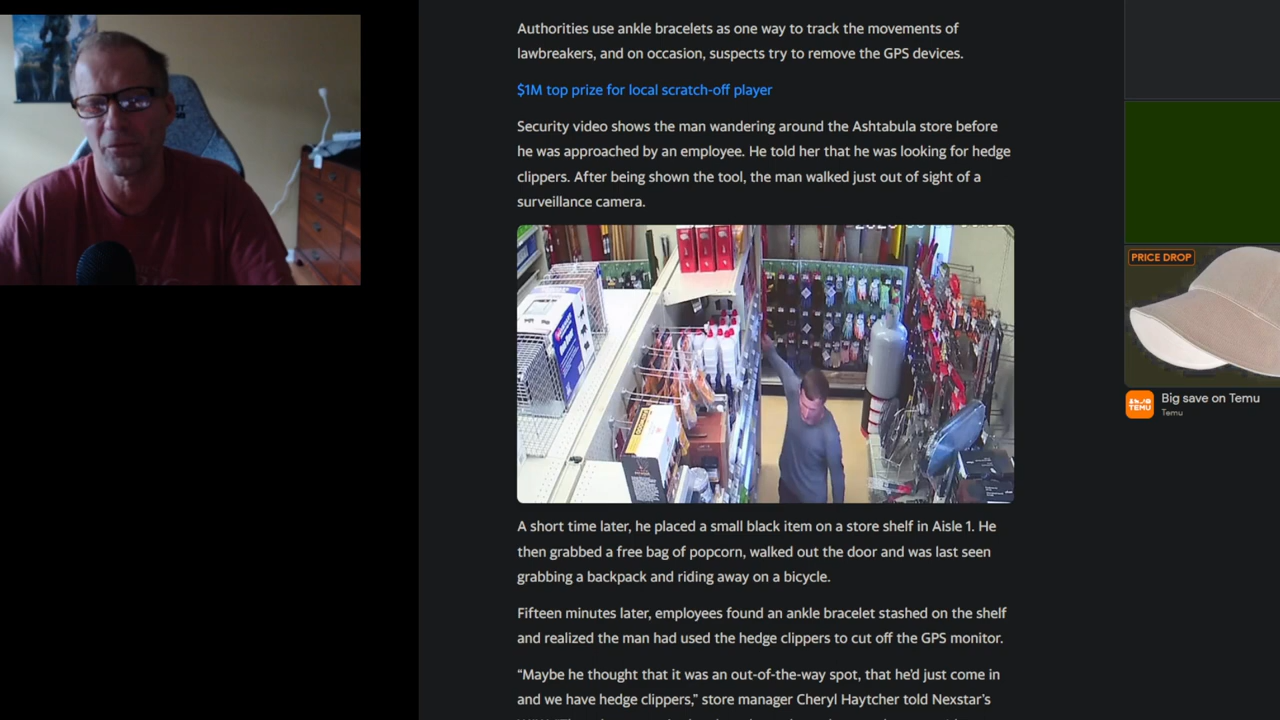 Authorities use ankle bracelets as one way to track the movements of
lawbreakers, and on occasion, suspects try to remove the GPS devices.
$1M top prize for local scratch-off player
Security video shows the man wandering around the Ashtabula store before
he was approached by an employee. He told her that he was looking for hedge
clippers. After being shown the tool, the man walked just out of sight of a
surveillance camera.
A short time later, he placed a small black item on a store shelf in Aisle 1. He
then grabbed a free bag of popcorn, walked out the door and was last seen
grabbing a backpack and riding away on a bicycle.
Fifteen minutes later, employees found an ankle bracelet stashed on the shelf
and realized the man had used the hedge clippers to cut off the GPS monitor.
“Maybe he thought that it was an out-of-the-way spot, that he’d just come in
and we have hedge clippers,” store manager Cheryl Haytcher told Nexstar’s
PRICE DROP
TEMU
Big save on Temu
Temu